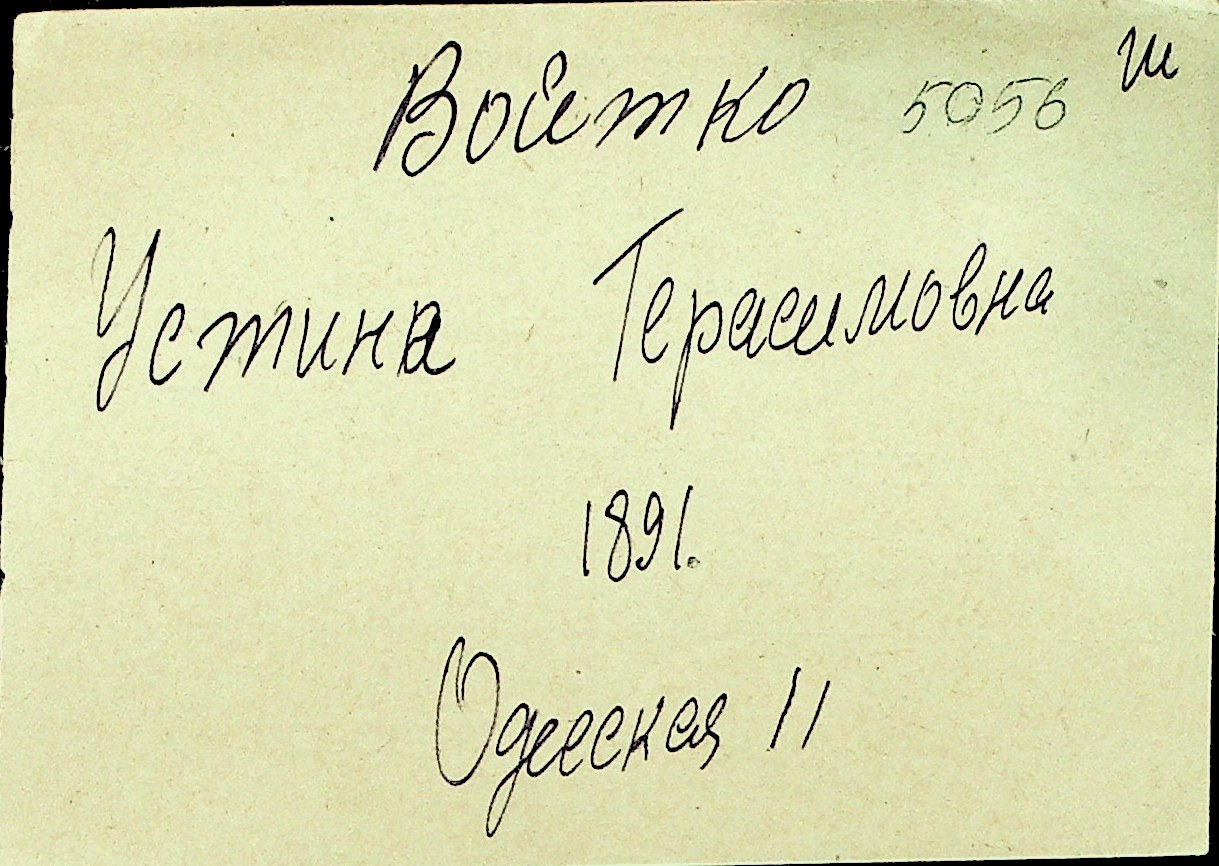 Войтко 5056 Ш
Устина Герасимовна
1891.
Одесская 11